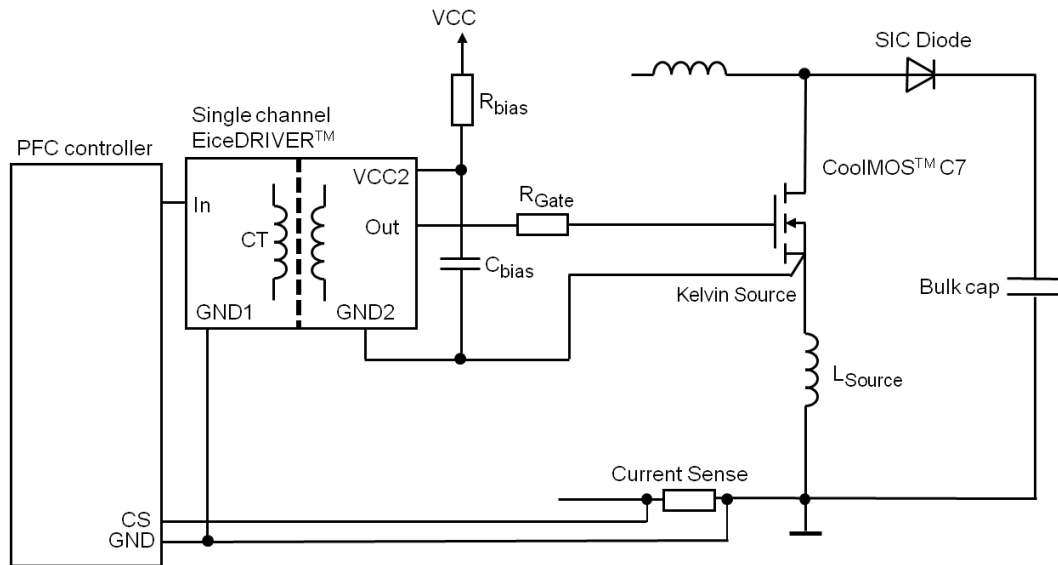 VCC
SIC Diode
R_bias
Single channel
EiceDRIVER™
PFC controller
VCC2
CoolMOS™ C7
In
R_Gate
Out
CT
C_bias
Kelvin Source
Bulk cap
GND1
GND2
L_Source
Current Sense
CS
GND